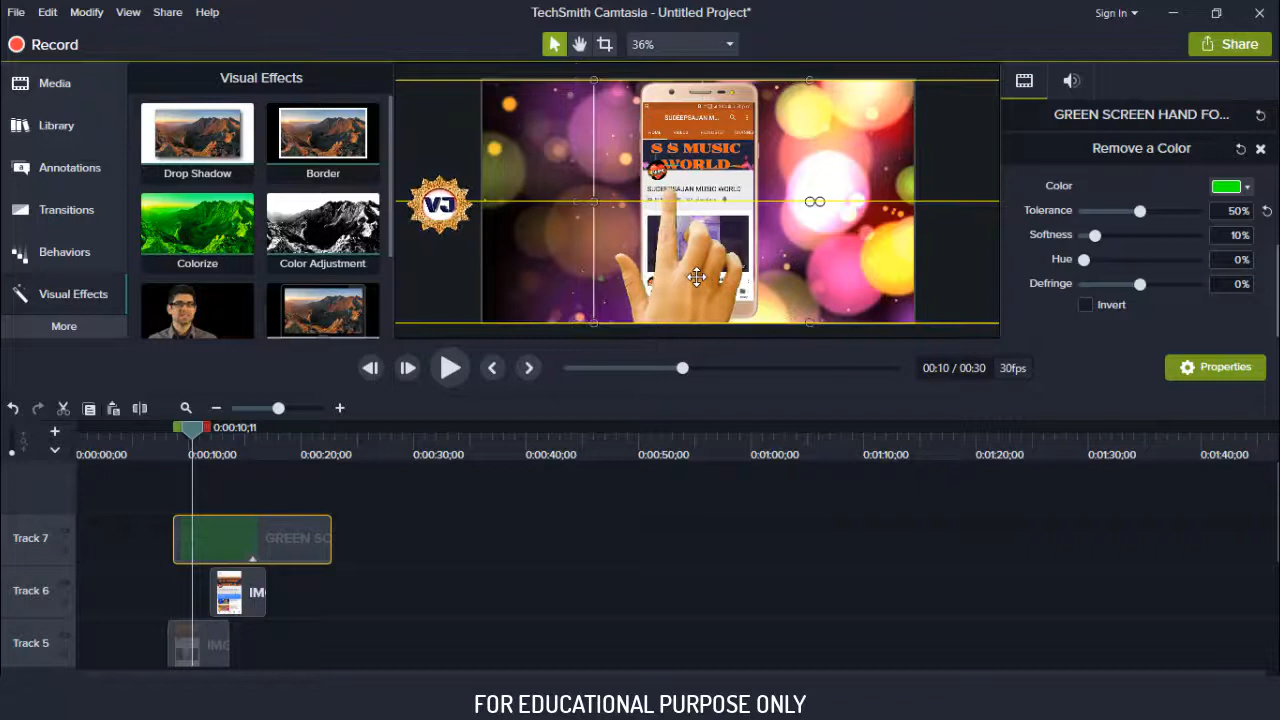 File Edit Modify View Share Help
TechSmith Camtasia - Untitled Project*
Sign In
Record
36%
Share
Media
Library
Annotations
Transitions
Behaviors
Visual Effects
More
Visual Effects
Drop Shadow
Border
Colorize
Color Adjustment
SUDEEPSAJAN M...
HOME VIDEOS
S S MUSIC
WORLD
SUDEEPSAJAN MUSIC WORLD
VJ
GREEN SCREEN HAND FO...
Remove a Color
Color
Tolerance 50%
Softness 10%
Hue 0%
Defringe 0%
Invert
Properties
00:10 / 00:30 30fps
0:00:10;11
0:00:00;00 0:00:10;00 0:00:20;00 0:00:30;00 0:00:40;00 0:00:50;00 0:01:00;00 0:01:10;00 0:01:20;00 0:01:30;00 0:01:40;00
Track 7
GREEN SC
Track 6
IM
Track 5
IMG
FOR EDUCATIONAL PURPOSE ONLY